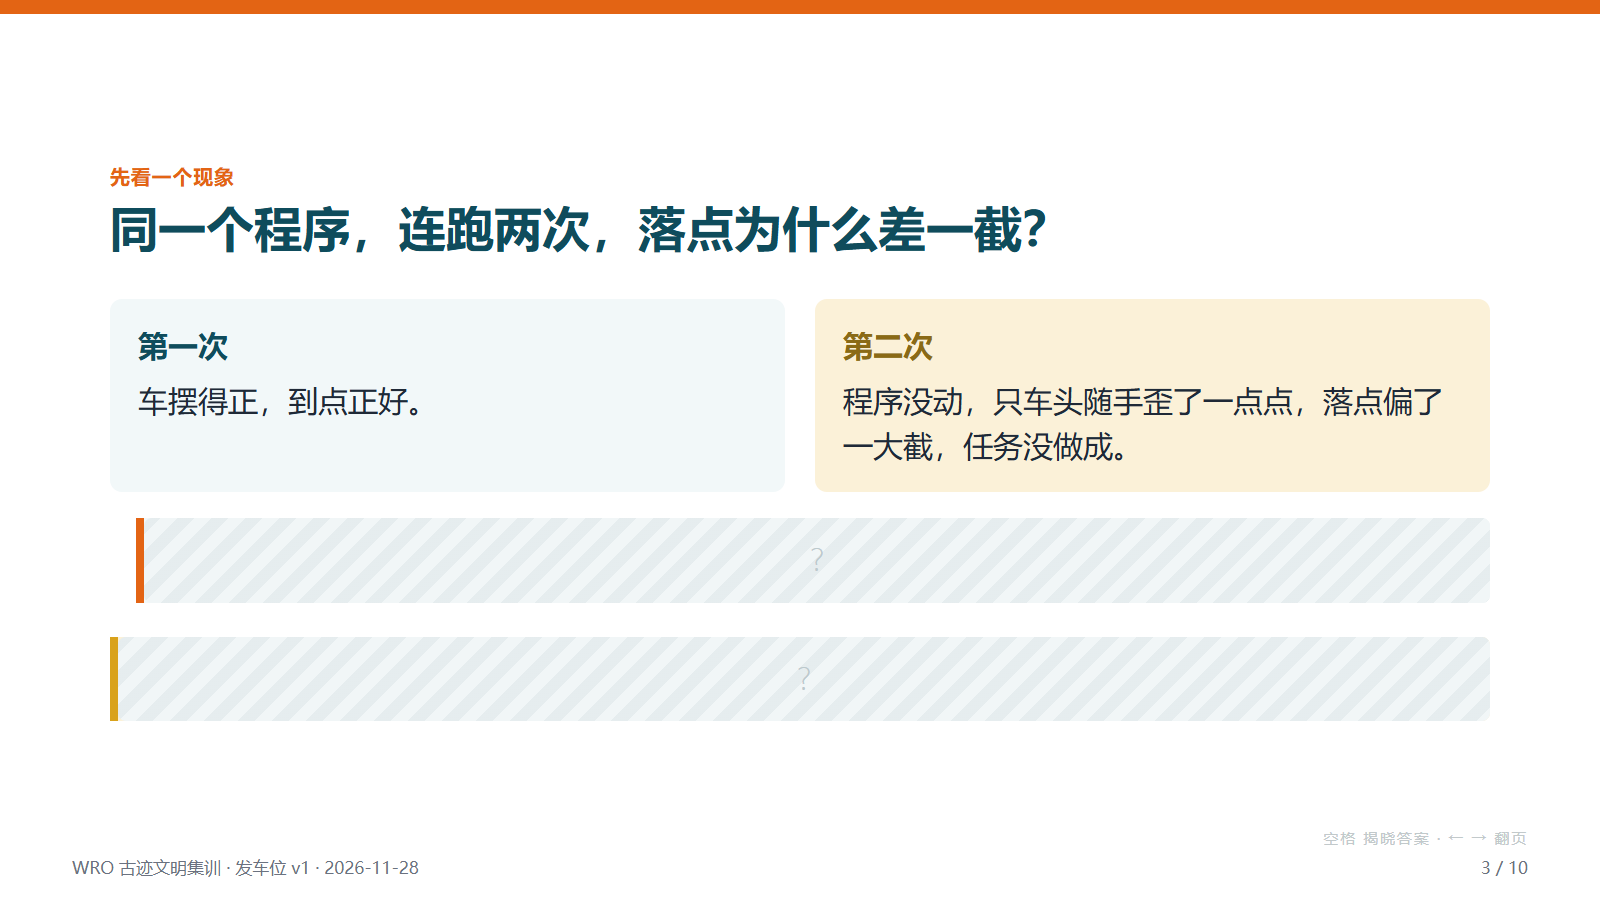 先看一个现象
同一个程序，连跑两次，落点为什么差一截？
第一次
车摆得正，到点正好。
第二次
程序没动，只车头随手歪了一点点，落点偏了
一大截，任务没做成。
?
?
空格 揭晓答案 · ← → 翻页
WRO 古迹文明集训 · 发车位 v1 · 2026-11-28
3 / 10